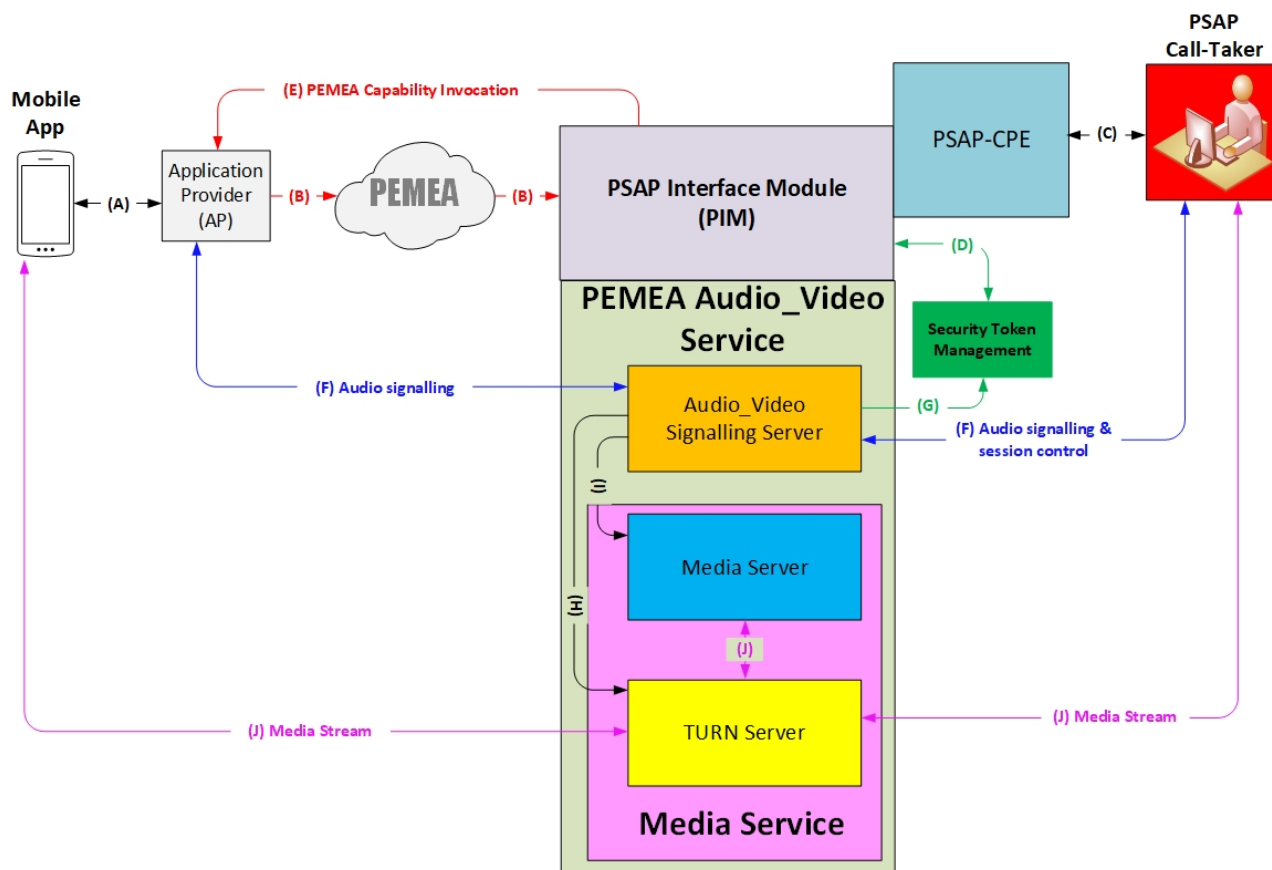 PSAP
Call-Taker
Mobile
App
(E) PEMEA Capability Invocation
PSAP-CPE
(C)
Application
Provider
(AP)
(A)
(B)
PEMEA
(B)
PSAP Interface Module
(PIM)
(D)
PEMEA Audio_Video
Service
Security Token
Management
(F) Audio signalling
Audio_Video
Signalling Server
(G)
(F) Audio signalling &
session control
(I)
Media Server
(H)
(J)
(J) Media Stream
TURN Server
(J) Media Stream
Media Service